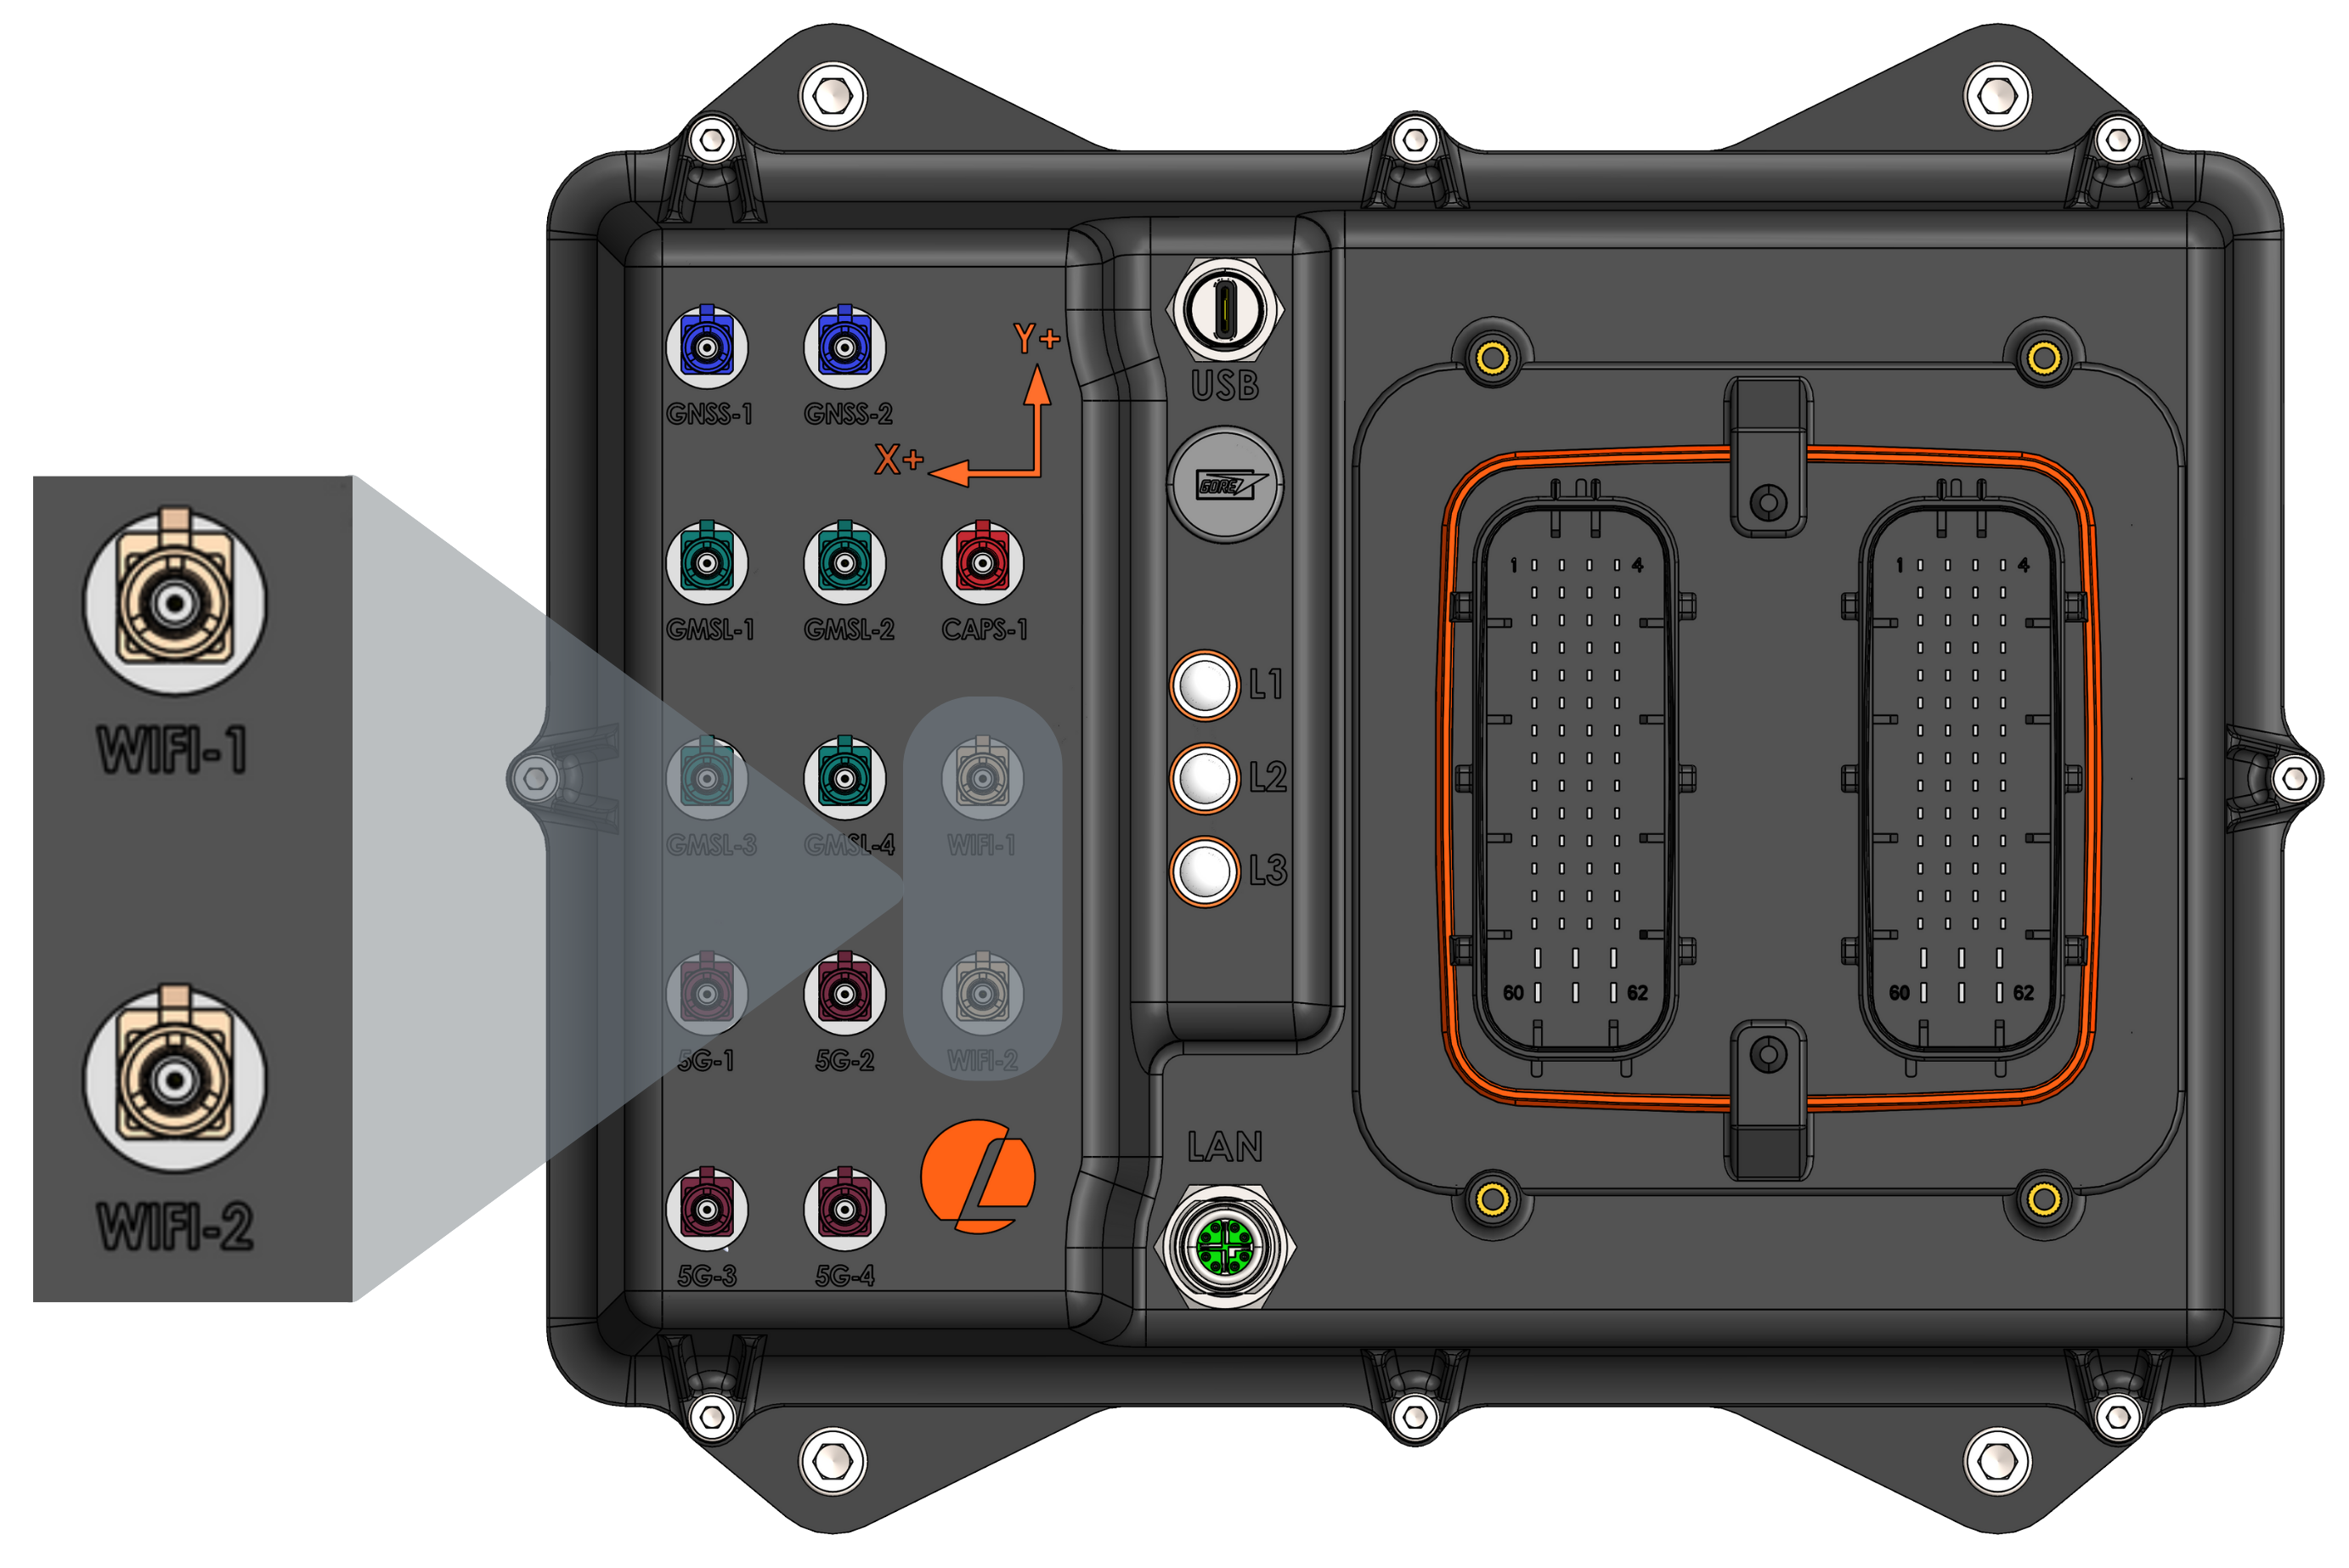 WIFI-1
WIFI-2
GNSS-1
GNSS-2
Y+
X+
GMSL-1
GMSL-2
CAPS-1
GMSL-3
GMSL-4
WIFI-1
5G-1
5G-2
WIFI-2
5G-3
5G-4
USB
GORE
L1
L2
L3
LAN
1 4
60 62
1 4
60 62